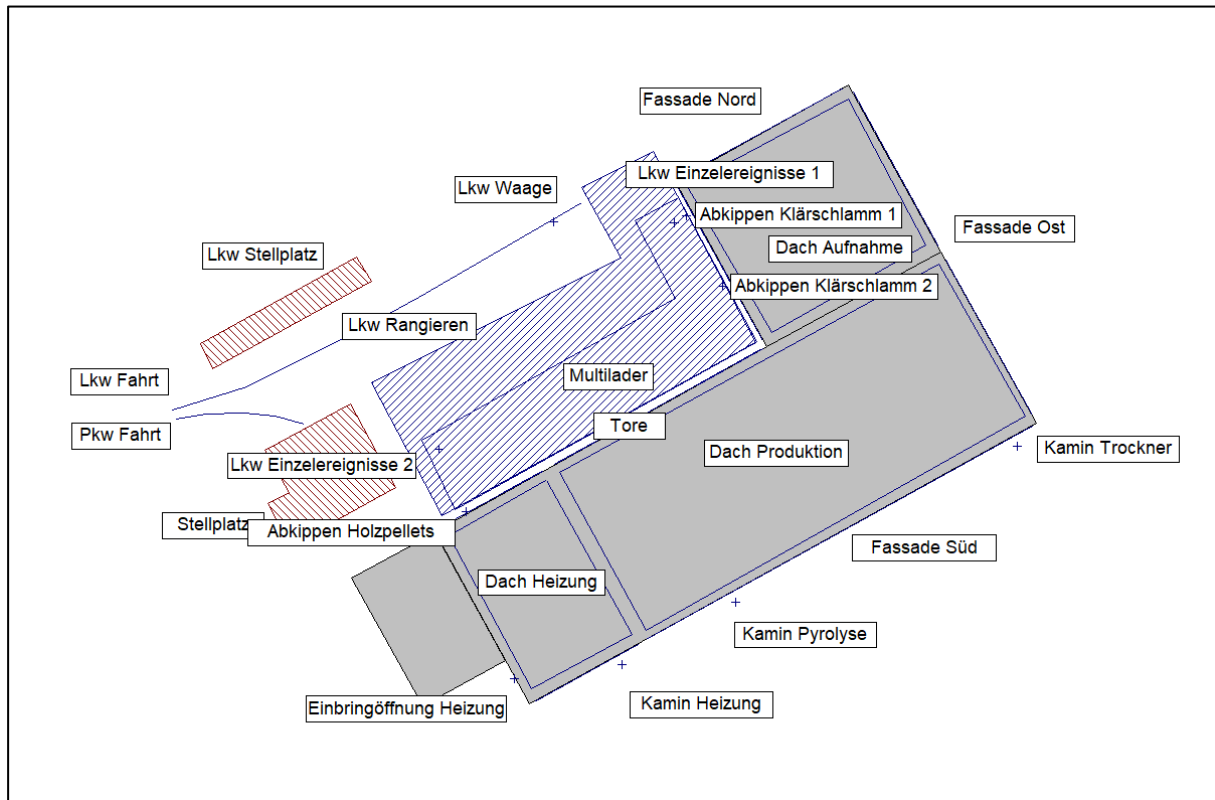 Fassade Nord
Lkw Einzelereignisse 1
Lkw Waage
Abkippen Klärschlamm 1
Fassade Ost
Dach Aufnahme
Lkw Stellplatz
Abkippen Klärschlamm 2
Lkw Rangieren
Lkw Fahrt
Multilader
Pkw Fahrt
Tore
Kamin Trockner
Dach Produktion
Lkw Einzelereignisse 2
Stellplatz
Abkippen Holzpellets
Fassade Süd
Dach Heizung
Kamin Pyrolyse
Kamin Heizung
Einbringöffnung Heizung